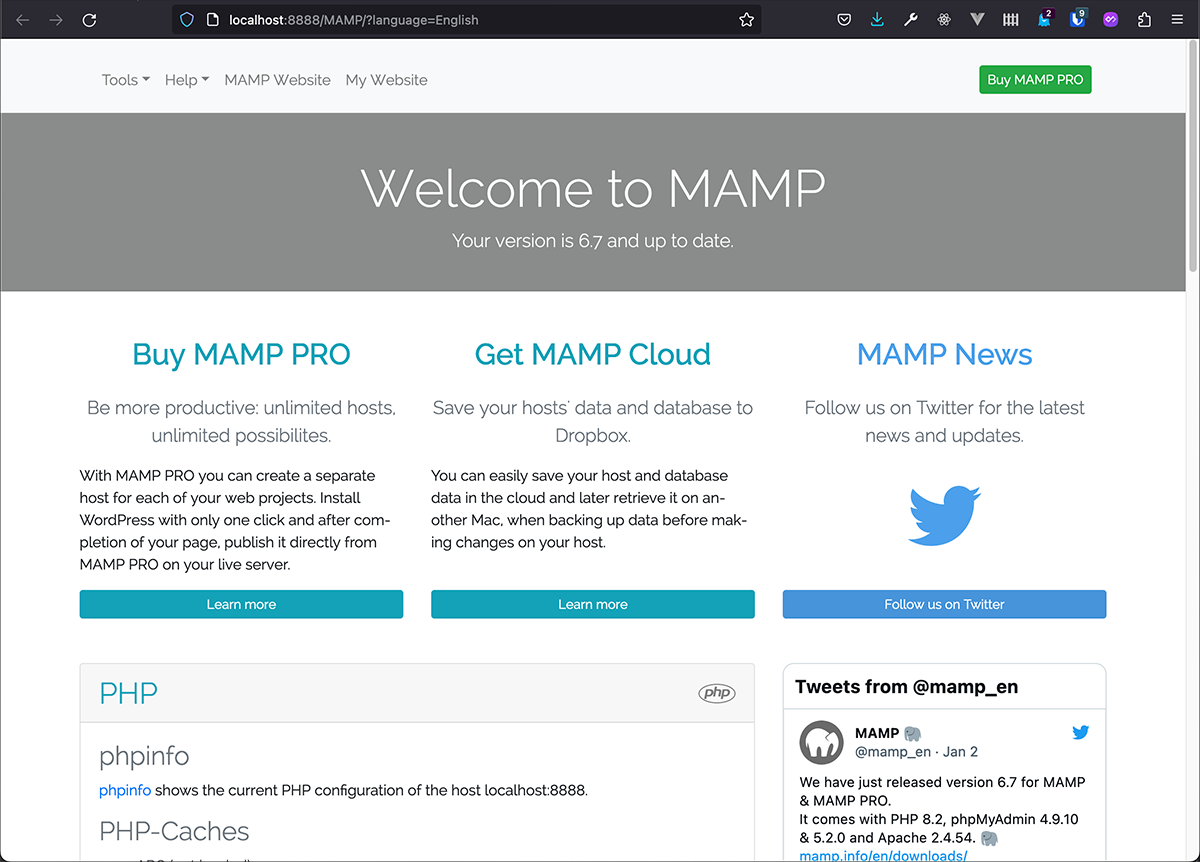 localhost:8888/MAMP/?language=English
2
9
Tools Help MAMP Website My Website
Buy MAMP PRO
Welcome to MAMP
Your version is 6.7 and up to date.
Buy MAMP PRO
Be more productive: unlimited hosts,
unlimited possibilites.
With MAMP PRO you can create a separate
host for each of your web projects. Install
WordPress with only one click and after com-
pletion of your page, publish it directly from
MAMP PRO on your live server.
Learn more
Get MAMP Cloud
Save your hosts' data and database to
Dropbox.
You can easily save your host and database
data in the cloud and later retrieve it on an-
other Mac, when backing up data before mak-
ing changes on your host.
Learn more
MAMP News
Follow us on Twitter for the latest
news and updates.
Follow us on Twitter
PHP
php
phpinfo
phpinfo shows the current PHP configuration of the host localhost:8888.
PHP-Caches
Tweets from @mamp_en
MAMP 🐘
@mamp_en · Jan 2
We have just released version 6.7 for MAMP
& MAMP PRO.
It comes with PHP 8.2, phpMyAdmin 4.9.10
& 5.2.0 and Apache 2.4.54. 🐘
mamp.info/en/downloads/